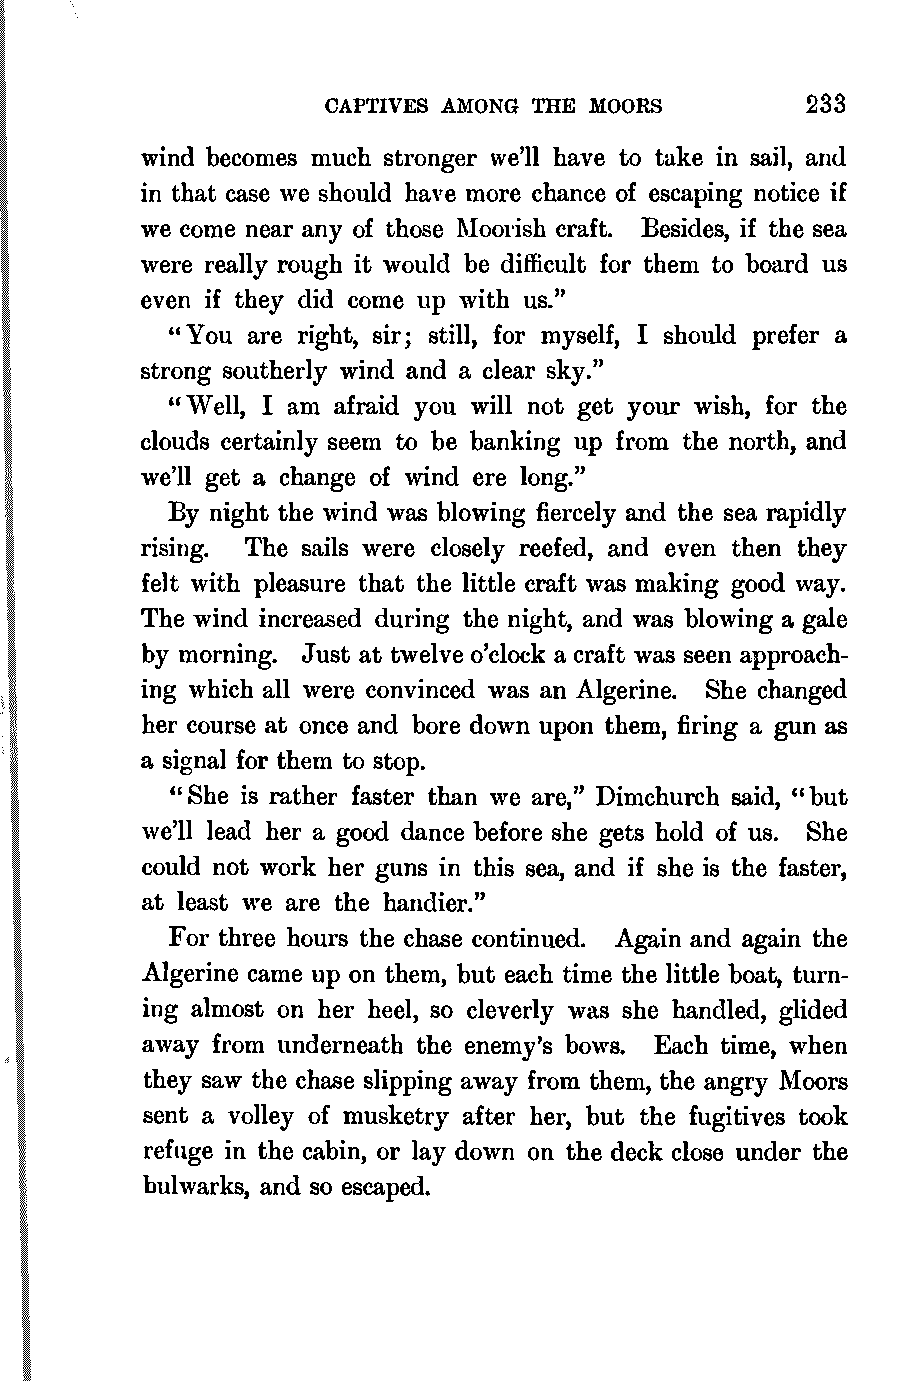 CAPTIVES AMONG THE MOORS 233
wind becomes much stronger we'll have to take in sail, and
in that case we should have more chance of escaping notice if
we come near any of those Moorish craft. Besides, if the sea
were really rough it would be difficult for them to board us
even if they did come up with us."
"You are right, sir; still, for myself, I should prefer a
strong southerly wind and a clear sky."
"Well, I am afraid you will not get your wish, for the
clouds certainly seem to be banking up from the north, and
we'll get a change of wind ere long."
By night the wind was blowing fiercely and the sea rapidly
rising. The sails were closely reefed, and even then they
felt with pleasure that the little craft was making good way.
The wind increased during the night, and was blowing a gale
by morning. Just at twelve o'clock a craft was seen approach-
ing which all were convinced was an Algerine. She changed
her course at once and bore down upon them, firing a gun as
a signal for them to stop.
"She is rather faster than we are," Dimchurch said, "but
we'll lead her a good dance before she gets hold of us. She
could not work her guns in this sea, and if she is the faster,
at least we are the handier."
For three hours the chase continued. Again and again the
Algerine came up on them, but each time the little boat, turn-
ing almost on her heel, so cleverly was she handled, glided
away from underneath the enemy's bows. Each time, when
they saw the chase slipping away from them, the angry Moors
sent a volley of musketry after her, but the fugitives took
refuge in the cabin, or lay down on the deck close under the
bulwarks, and so escaped.